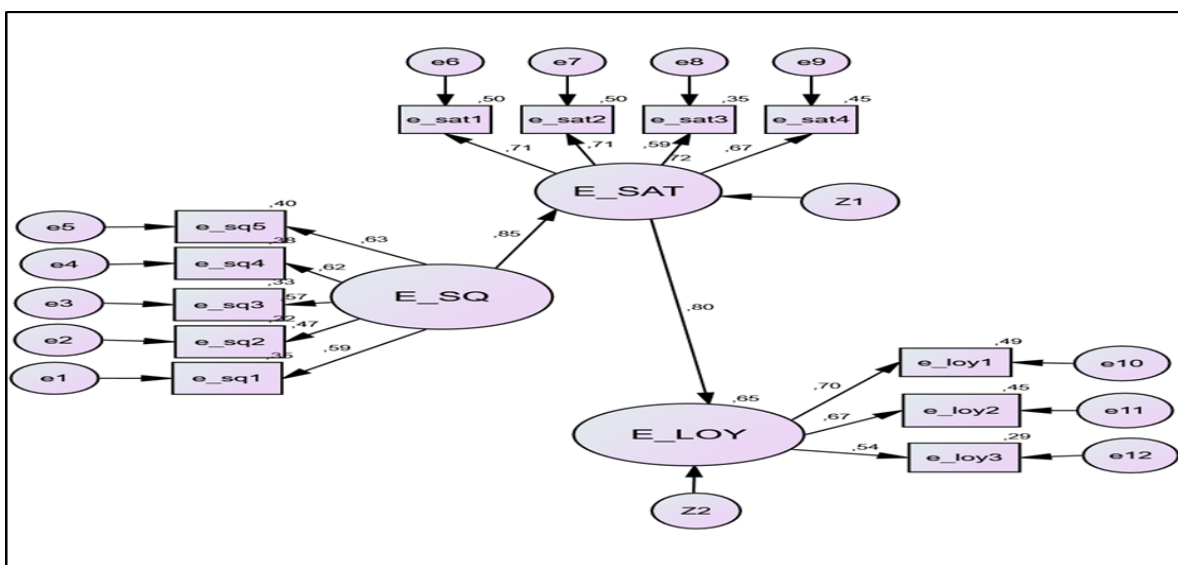 e6 e7 e8 e9
,50 ,50 ,35 ,45
e_sat1 e_sat2 e_sat3 e_sat4
,71 ,71 ,59 ,72 ,67
E_SAT
Z1
,40
e5 e_sq5
,63
,85
,38
e4 e_sq4
,62
,33
e3 e_sq3
,57
E_SQ
,22
e2 e_sq2
,47
,35
e1 e_sq1
,59
,80
,49
e_loy1 e10
,70
,65
,45
e_loy2 e11
,67
E_LOY
,29
e_loy3 e12
,54
Z2